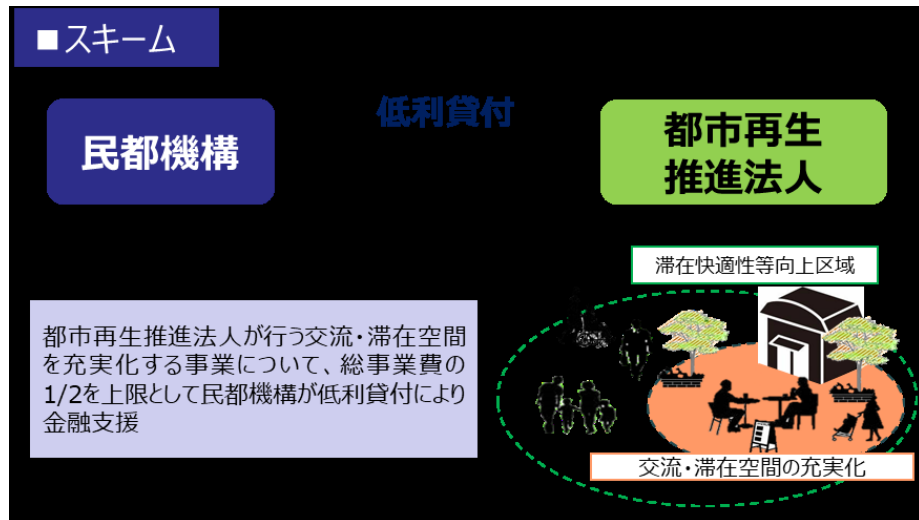 ■スキーム
民都機構
低利貸付
都市再生
推進法人
滞在快適性等向上区域
都市再生推進法人が行う交流・滞在空間
を充実化する事業について、総事業費の
1/2を上限として民都機構が低利貸付により
金融支援
交流・滞在空間の充実化